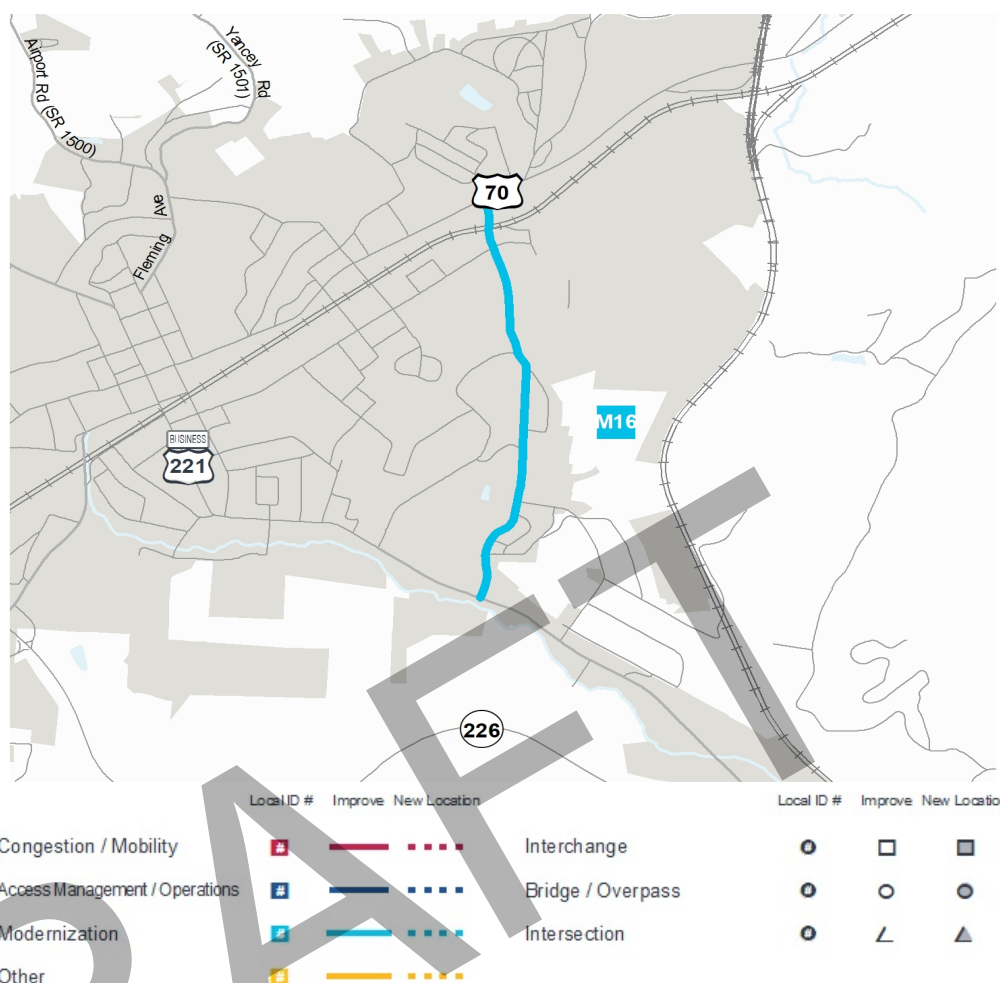 Airport Rd (SR 1500)
Yancey Rd
(SR 1501)
Fleming Ave
70
M16
BUSINESS
221
226
DRAFT
Local ID # Improve New Location
Congestion / Mobility #
Access Management / Operations #
Modernization #
Other #
Local ID # Improve New Locatio
Interchange #
Bridge / Overpass #
Intersection #